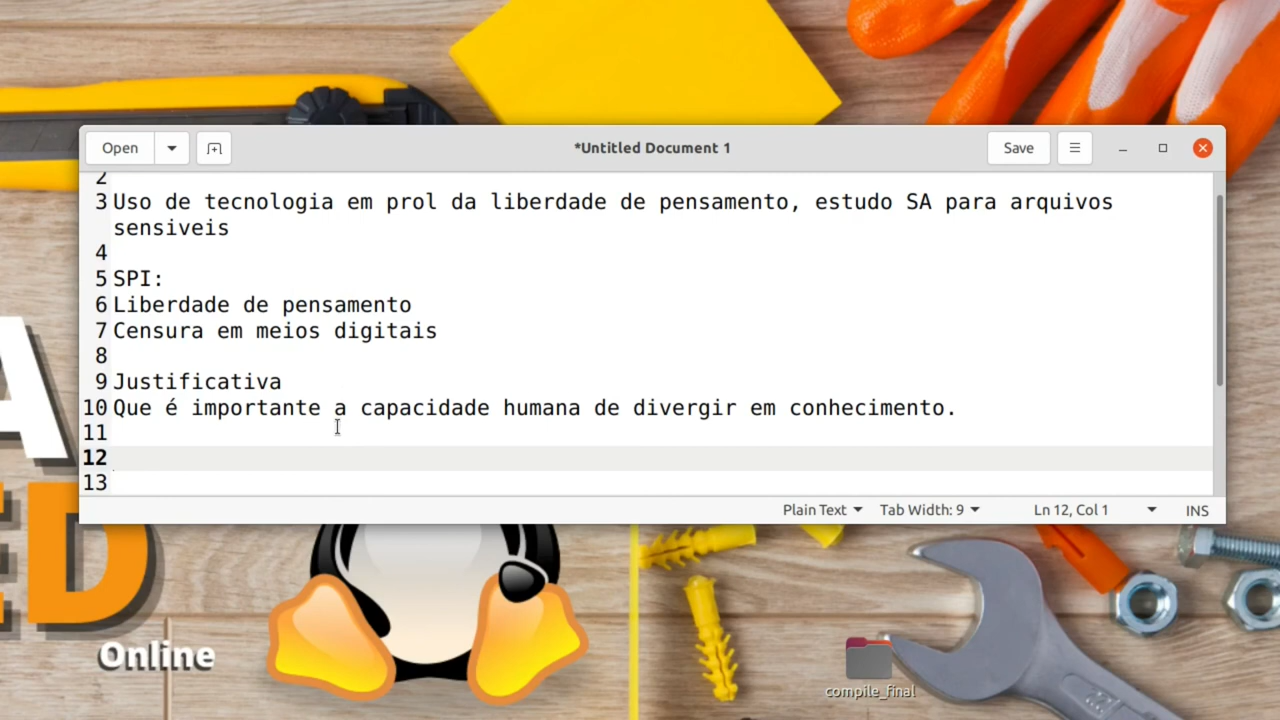 Open
*Untitled Document 1
Save
2
3 Uso de tecnologia em prol da liberdade de pensamento, estudo SA para arquivos
sensiveis
4
5 SPI:
6 Liberdade de pensamento
7 Censura em meios digitais
8
9 Justificativa
10 Que é importante a capacidade humana de divergir em conhecimento.
11
12
13
Plain Text
Tab Width: 9
Ln 12, Col 1
INS
Online
compile_final